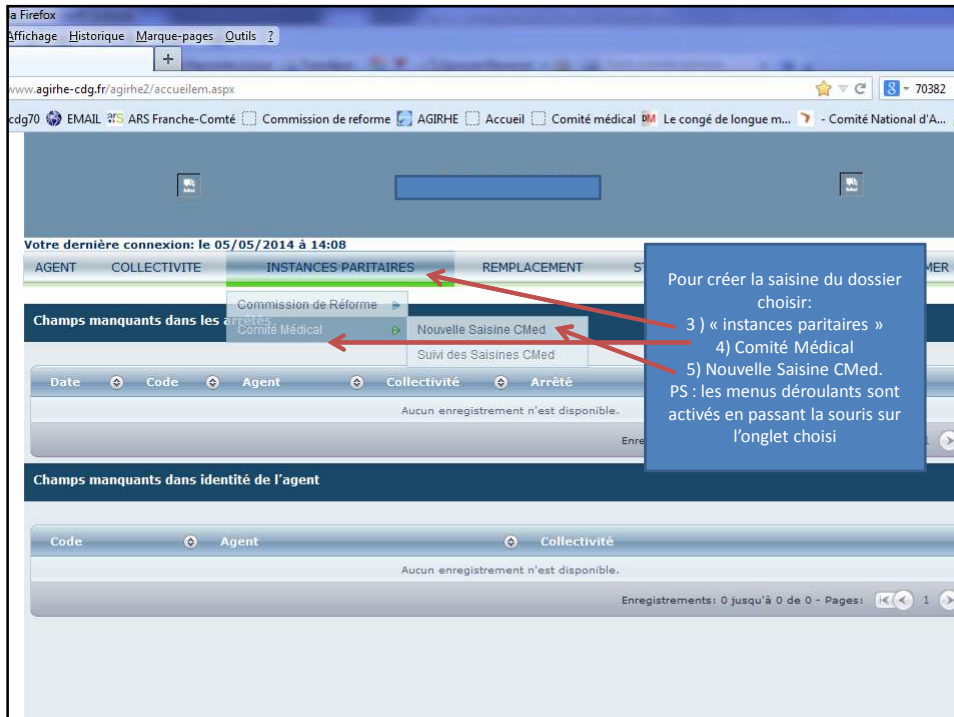 a Firefox
Affichage Historique Marque-pages Outils ?
+
www.agirhe-cdg.fr/agirhe2/accueilem.aspx
8 70382
cdg70 EMAIL ARS Franche-Comté Commission de reforme AGIRHE Accueil Comité médical Le congé de longue m... - Comité National d'A...
Votre dernière connexion: le 05/05/2014 à 14:08
AGENT COLLECTIVITE INSTANCES PARITAIRES REMPLACEMENT
Commission de Réforme
Comité Médical
Nouvelle Saisine CMed
Suivi des Saisines CMed
Pour créer la saisine du dossier
choisir:
3 ) « instances paritaires »
4) Comité Médical
5) Nouvelle Saisine CMed.
PS : les menus déroulants sont
activés en passant la souris sur
l'onglet choisi
Champs manquants dans les arrêtés
Date Code Agent Collectivité Arrêté
Aucun enregistrement n'est disponible.
Champs manquants dans identité de l'agent
Code Agent Collectivité
Aucun enregistrement n'est disponible.
Enregistrements: 0 jusqu'à 0 de 0 - Pages: 1